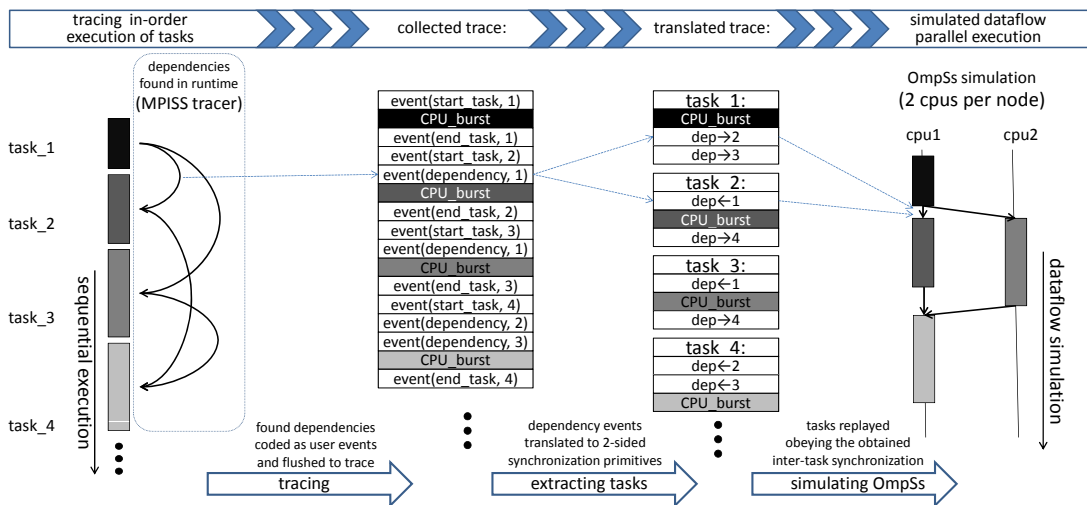 tracing in-order
execution of tasks
collected trace:
translated trace:
simulated dataflow
parallel execution
dependencies
found in runtime
(MPISS tracer)
task_1
task_2
task_3
task_4
sequential execution
event(start_task, 1)
CPU_burst
event(end_task, 1)
event(start_task, 2)
event(dependency, 1)
CPU_burst
event(end_task, 2)
event(start_task, 3)
event(dependency, 1)
CPU_burst
event(end_task, 3)
event(start_task, 4)
event(dependency, 2)
event(dependency, 3)
CPU_burst
event(end_task, 4)
task 1:
CPU_burst
dep→2
dep→3
task 2:
dep←1
CPU_burst
dep→4
task 3:
dep←1
CPU_burst
dep→4
task 4:
dep←2
dep←3
CPU_burst
OmpSs simulation
(2 cpus per node)
cpu1
cpu2
dataflow simulation
found dependencies
coded as user events
and flushed to trace
tracing
dependency events
translated to 2-sided
synchronization primitives
extracting tasks
tasks replayed
obeying the obtained
inter-task synchronization
simulating OmpSs